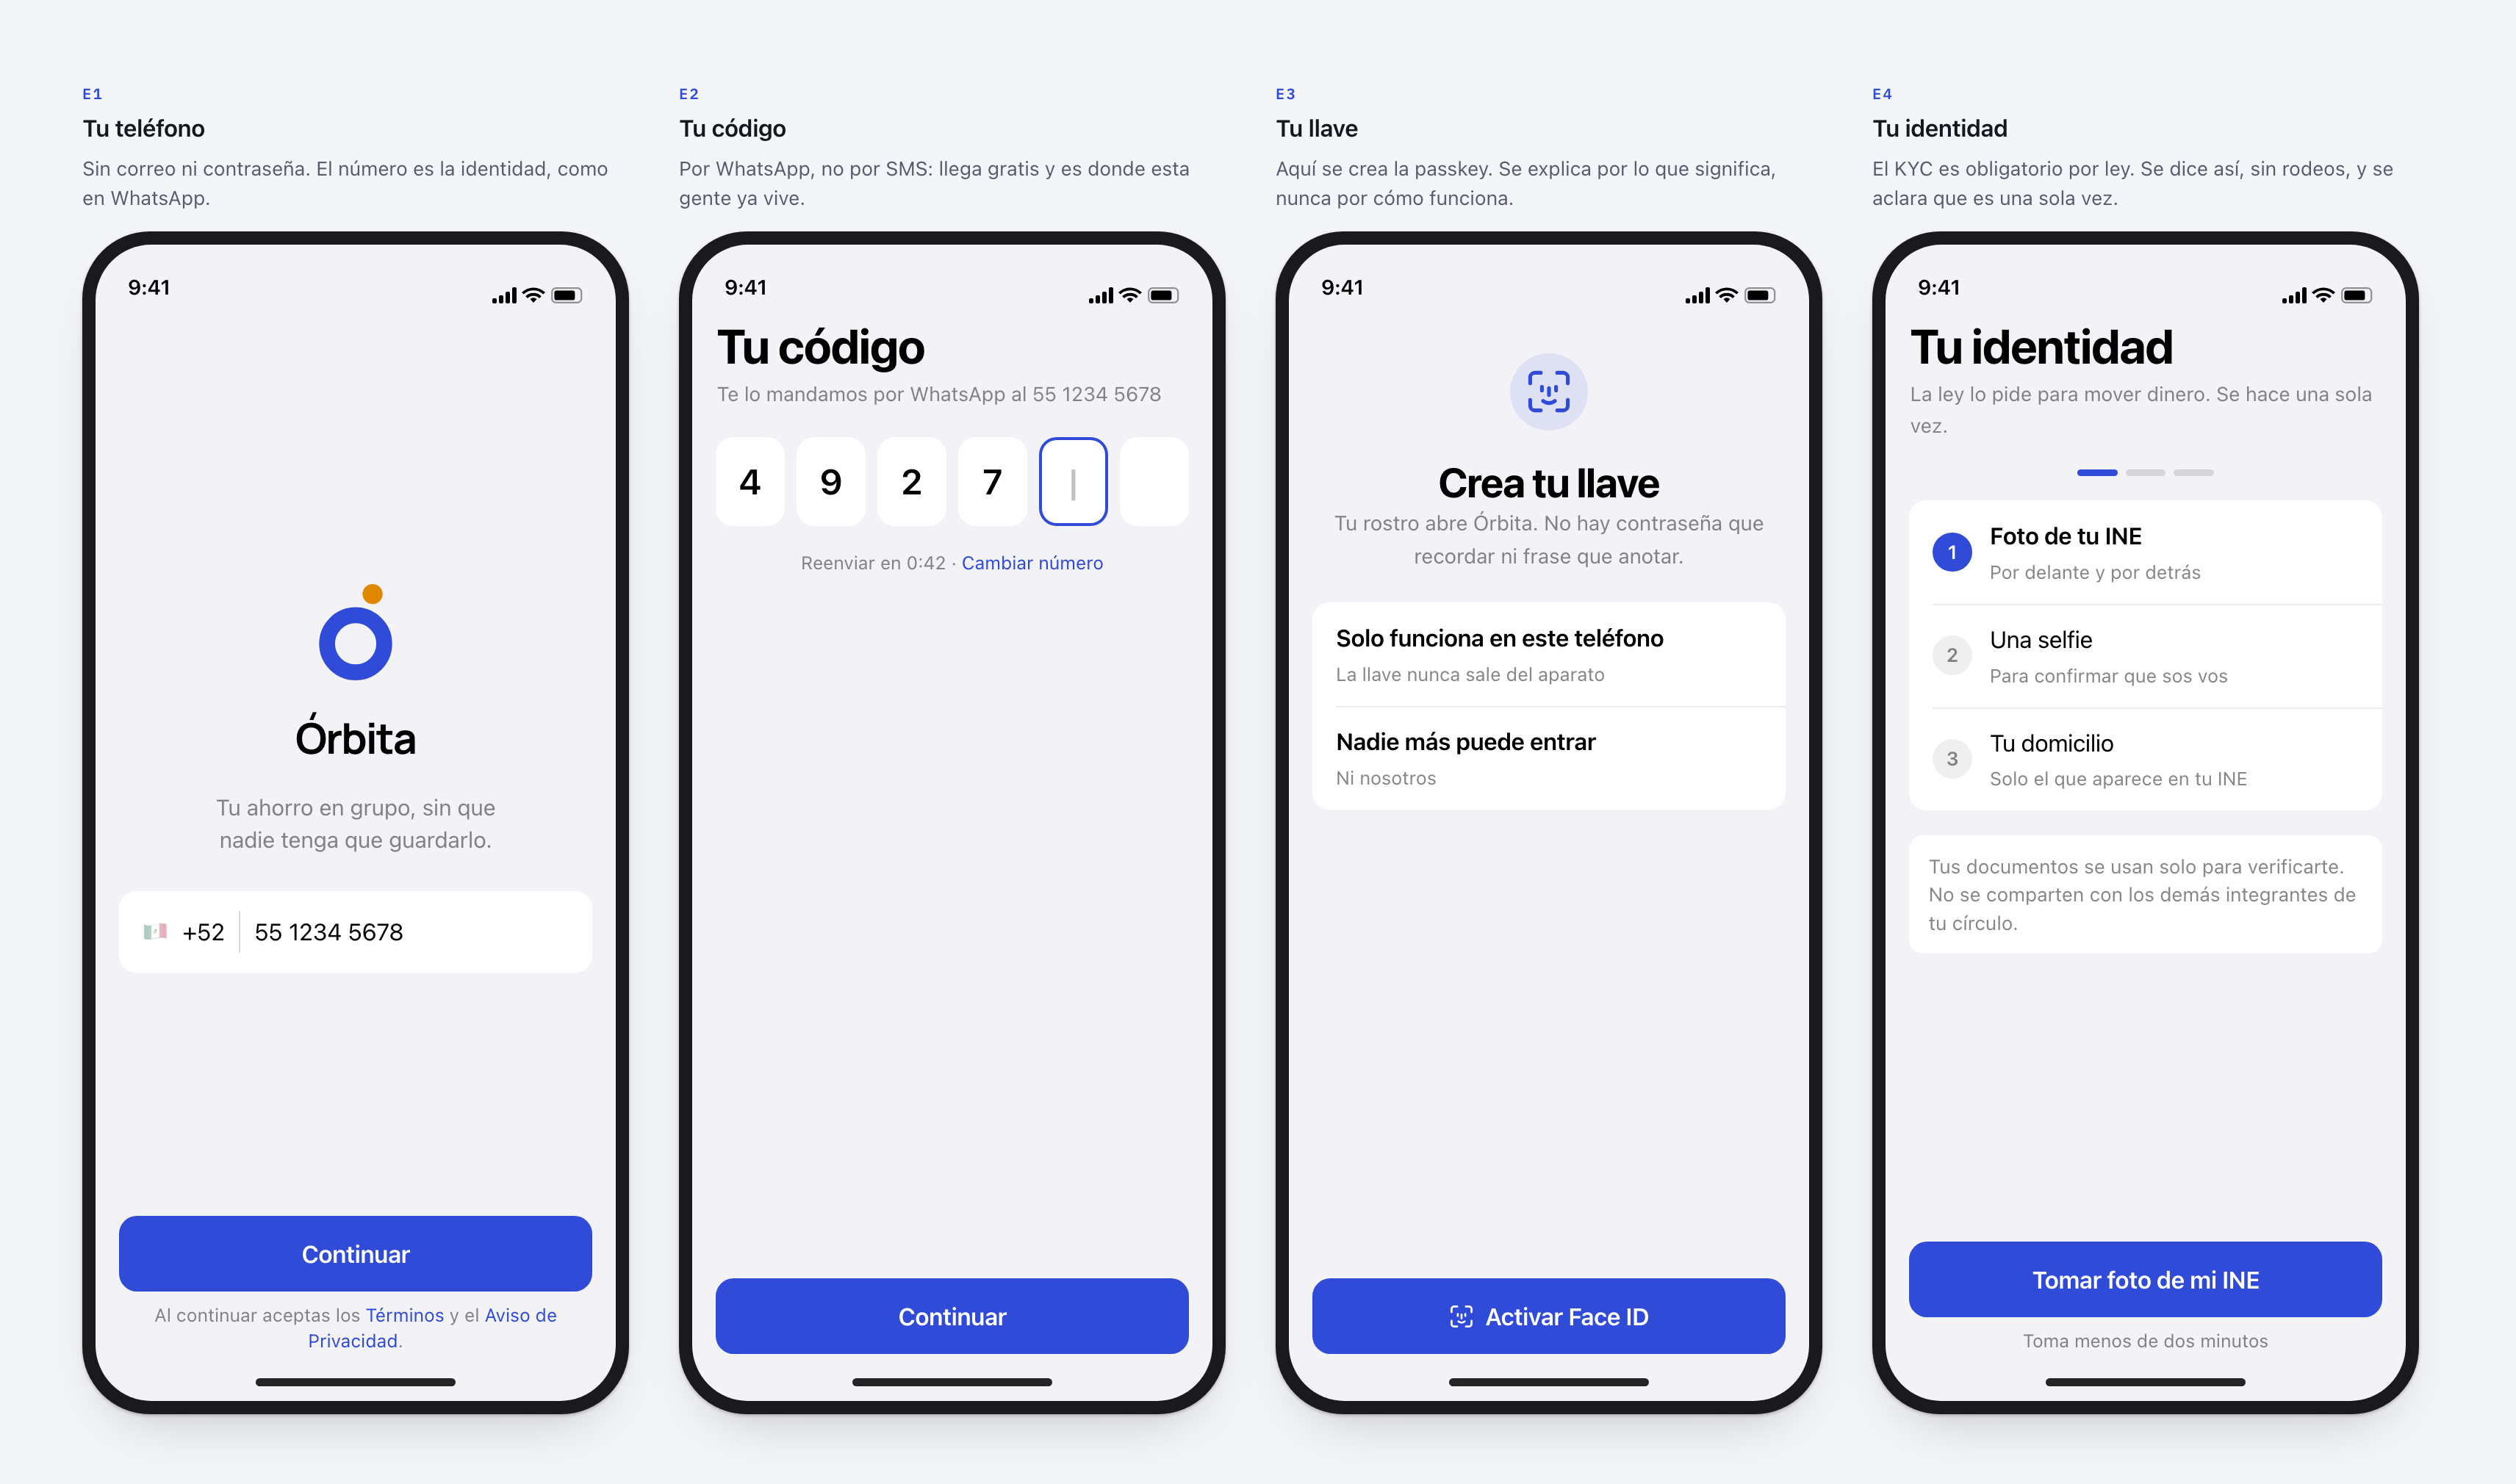 E1
Tu teléfono
Sin correo ni contraseña. El número es la identidad, como
en WhatsApp.
9:41
Órbita
Tu ahorro en grupo, sin que
nadie tenga que guardarlo.
+52
55 1234 5678
Continuar
Al continuar aceptas los Términos y el Aviso de
Privacidad.
E2
Tu código
Por WhatsApp, no por SMS: llega gratis y es donde esta
gente ya vive.
9:41
Tu código
Te lo mandamos por WhatsApp al 55 1234 5678
4 9 2 7
Reenviar en 0:42 · Cambiar número
Continuar
E3
Tu llave
Aquí se crea la passkey. Se explica por lo que significa,
nunca por cómo funciona.
9:41
Crea tu llave
Tu rostro abre Órbita. No hay contraseña que
recordar ni frase que anotar.
Solo funciona en este teléfono
La llave nunca sale del aparato
Nadie más puede entrar
Ni nosotros
Activar Face ID
E4
Tu identidad
El KYC es obligatorio por ley. Se dice así, sin rodeos, y se
aclara que es una sola vez.
9:41
Tu identidad
La ley lo pide para mover dinero. Se hace una sola
vez.
1
Foto de tu INE
Por delante y por detrás
2
Una selfie
Para confirmar que sos vos
3
Tu domicilio
Solo el que aparece en tu INE
Tus documentos se usan solo para verificarte.
No se comparten con los demás integrantes de
tu círculo.
Tomar foto de mi INE
Toma menos de dos minutos